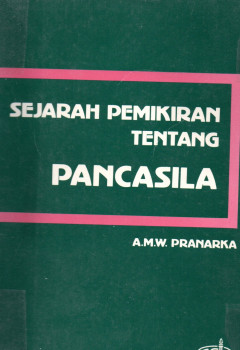 SEJARAH PEMIKIRAN
TENTANG
PANCASILA
A.M.W. PRANARKA